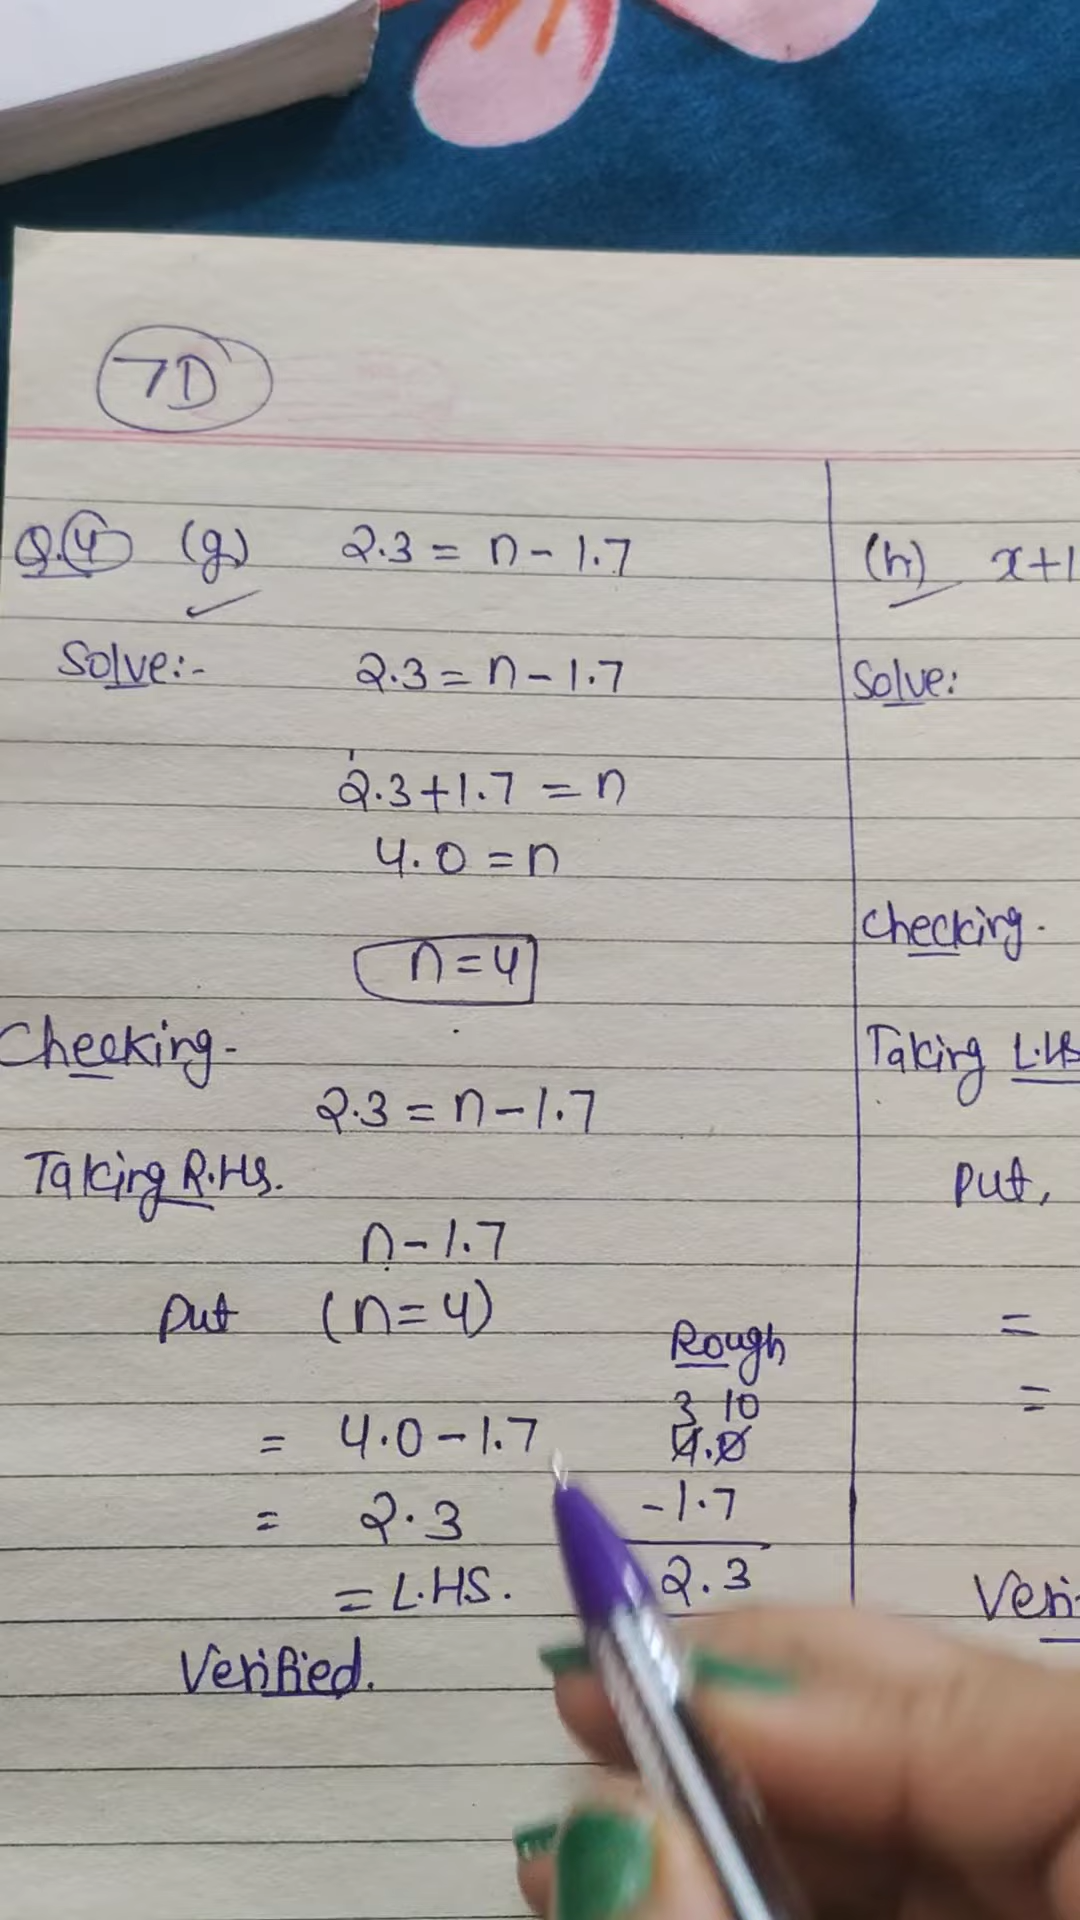 7D
Q.4 (g) 2.3 = n - 1.7
Solve:- 2.3 = n - 1.7
2.3 + 1.7 = n
4.0 = n
n = 4
Checking-
2.3 = n - 1.7
Taking R.H.S.
n - 1.7
Put (n = 4)
= 4.0 - 1.7
= 2.3
= L.H.S.
Verified.
Rough
3 10
4.0
- 1.7
2.3
(h) x + 1
Solve:
Checking.
Taking L.HS
Put,
=
=
Veri